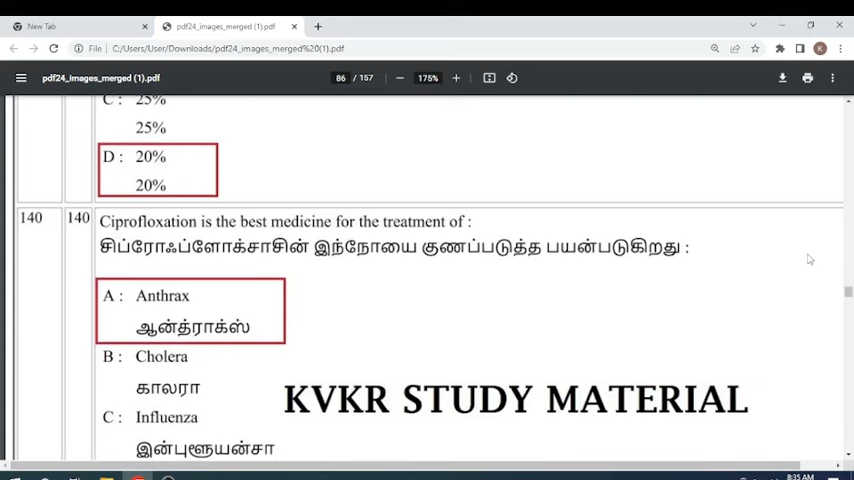 New Tab
pdf24_images_merged (1).pdf
File
C:/Users/User/Downloads/pdf24_images_merged%20(1).pdf
K
pdf24_images_merged (1).pdf
86 / 157
175%
C : 25%
25%
D : 20%
20%
140 140 Ciprofloxation is the best medicine for the treatment of :
சிப்ரோஃப்ளோக்சாசின் இந்நோயை குணப்படுத்த பயன்படுகிறது :
A : Anthrax
ஆன்த்ராக்ஸ்
B : Cholera
காலரா
KVKR STUDY MATERIAL
C : Influenza
இன்புளூயன்சா
8:35 AM